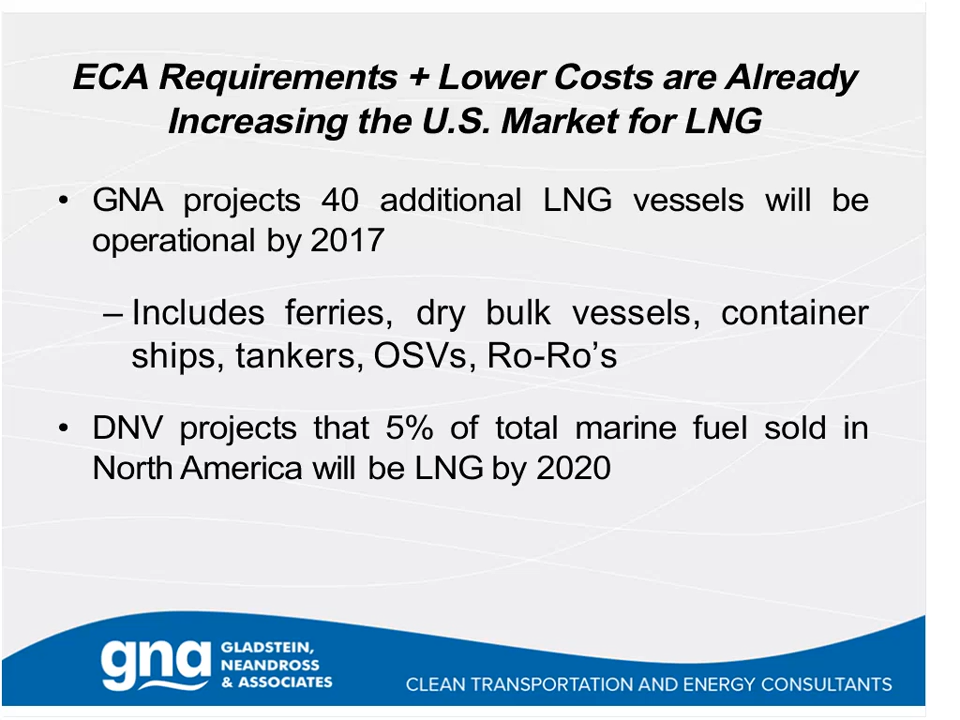 ECA Requirements + Lower Costs are Already
Increasing the U.S. Market for LNG
• GNA projects 40 additional LNG vessels will be
operational by 2017
– Includes ferries, dry bulk vessels, container
ships, tankers, OSVs, Ro-Ro’s
• DNV projects that 5% of total marine fuel sold in
North America will be LNG by 2020
gna
GLADSTEIN,
NEANDROSS
& ASSOCIATES
CLEAN TRANSPORTATION AND ENERGY CONSULTANTS